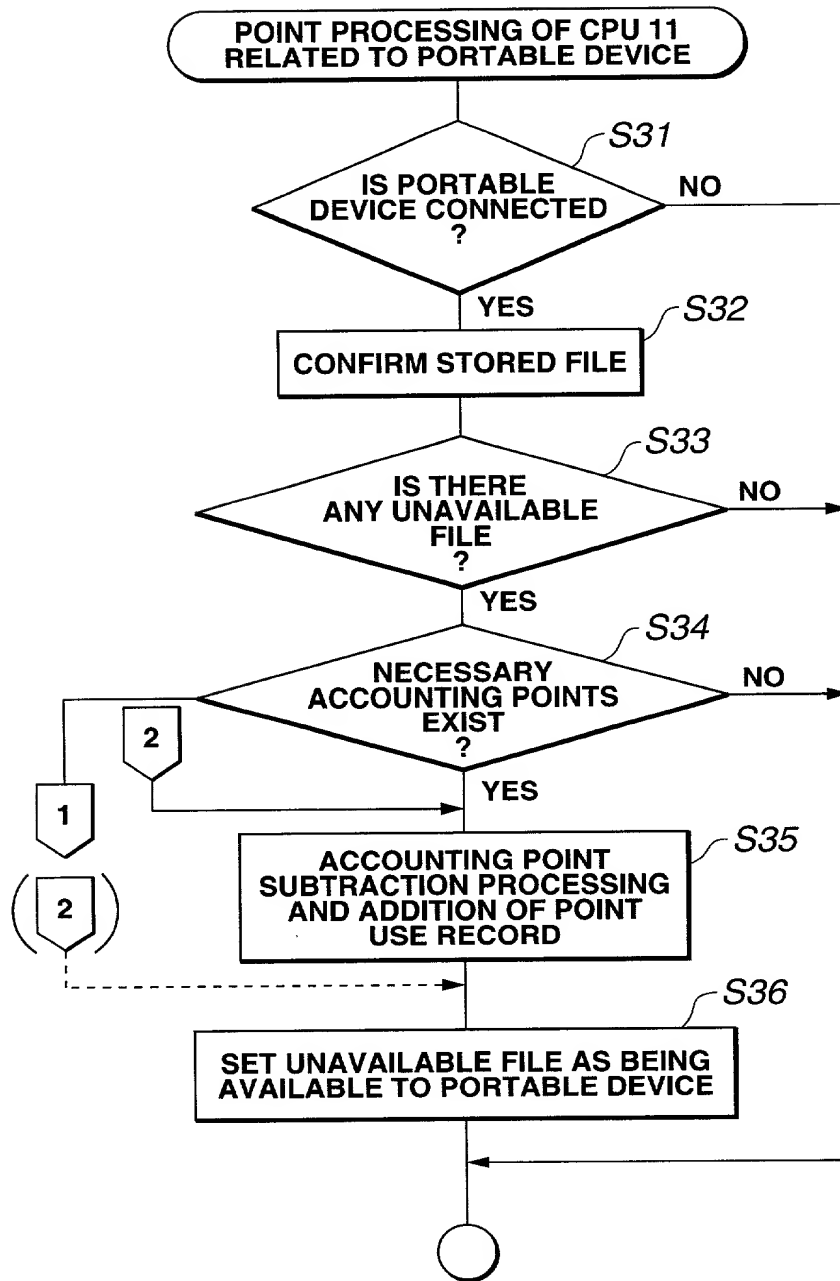 POINT PROCESSING OF CPU 11
RELATED TO PORTABLE DEVICE
S31
IS PORTABLE
DEVICE CONNECTED
?
NO
YES
S32
CONFIRM STORED FILE
S33
IS THERE
ANY UNAVAILABLE
FILE
?
NO
YES
S34
NECESSARY
ACCOUNTING POINTS
EXIST
?
NO
2
YES
1
S35
ACCOUNTING POINT
SUBTRACTION PROCESSING
AND ADDITION OF POINT
USE RECORD
(2)
S36
SET UNAVAILABLE FILE AS BEING
AVAILABLE TO PORTABLE DEVICE